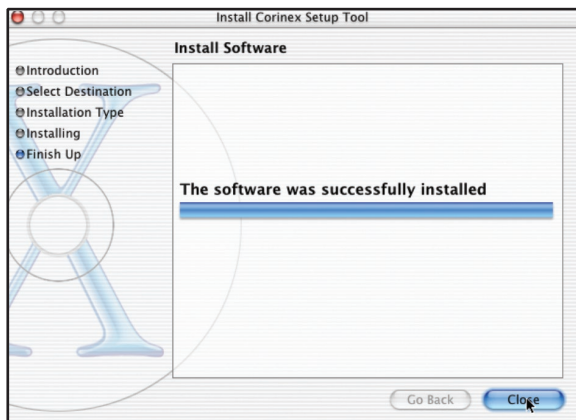 Install Corinex Setup Tool
Install Software
Introduction
Select Destination
Installation Type
Installing
Finish Up
The software was successfully installed
Go Back
Close